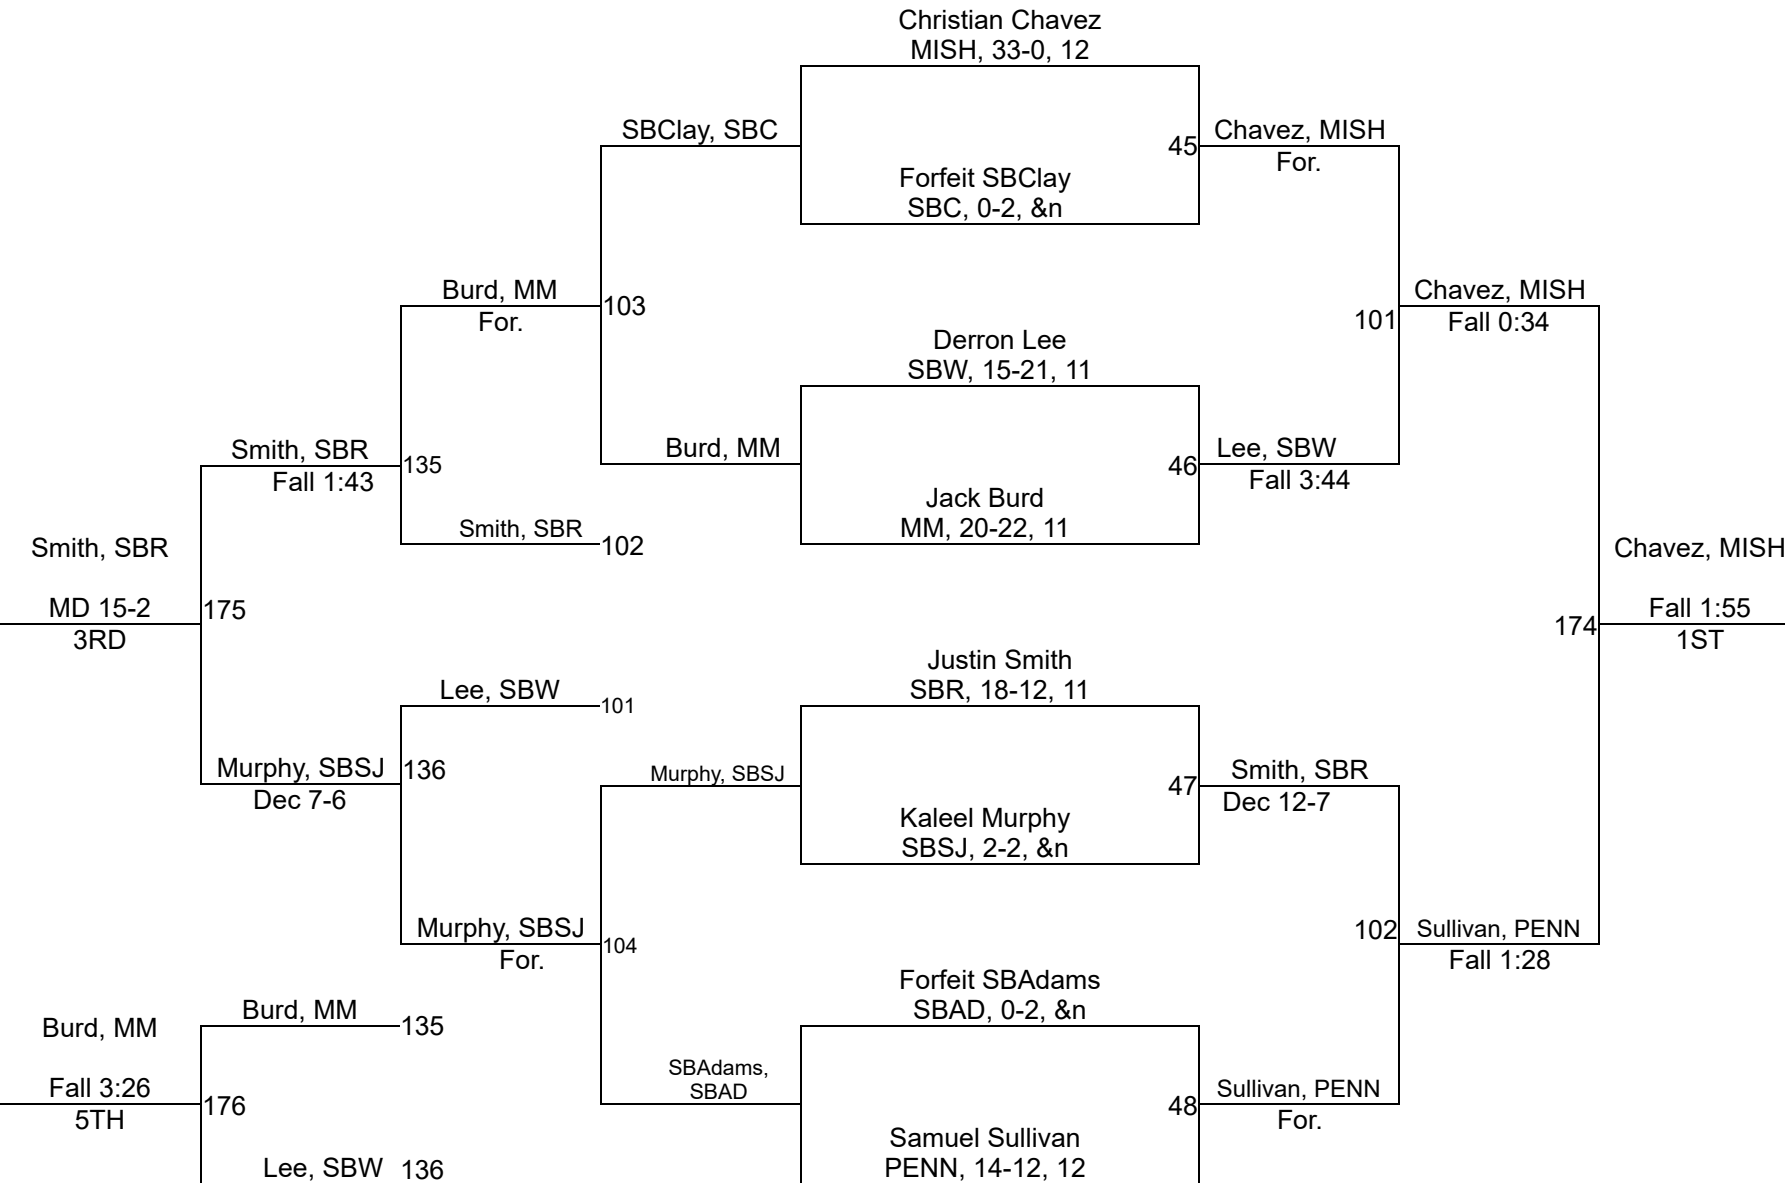 Christian Chavez
MISH, 33-0, 12
SBClay, SBC
45
Chavez, MISH
For.
Forfeit SBClay
SBC, 0-2, &n
Burd, MM
For.
103
Chavez, MISH
Fall 0:34
101
Derron Lee
SBW, 15-21, 11
Smith, SBR
Fall 1:43
135
Burd, MM
46
Lee, SBW
Fall 3:44
Jack Burd
MM, 20-22, 11
Smith, SBR
102
Smith, SBR
MD 15-2
3RD
175
Chavez, MISH
Fall 1:55
1ST
174
Justin Smith
SBR, 18-12, 11
Lee, SBW
101
Murphy, SBSJ
Dec 7-6
136
Murphy, SBSJ
47
Smith, SBR
Dec 12-7
Kaleel Murphy
SBSJ, 2-2, &n
Murphy, SBSJ
For.
104
102
Sullivan, PENN
Fall 1:28
Forfeit SBAdams
SBAD, 0-2, &n
Burd, MM
135
Burd, MM
Fall 3:26
5TH
176
SBAdams,
SBAD
48
Sullivan, PENN
For.
Samuel Sullivan
PENN, 14-12, 12
Lee, SBW
136